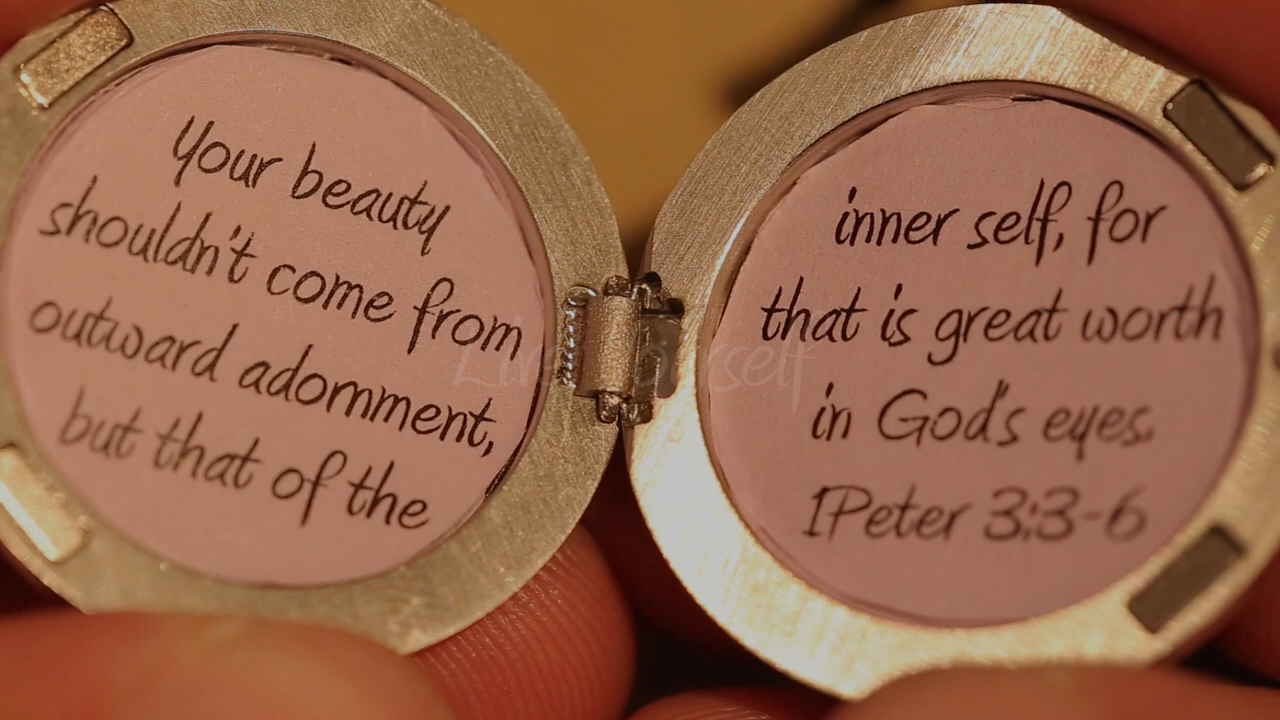 Your beauty
shouldn't come from
outward adomment,
but that of the
inner self, for
that is great worth
in God's eyes.
1Peter 3:3-6